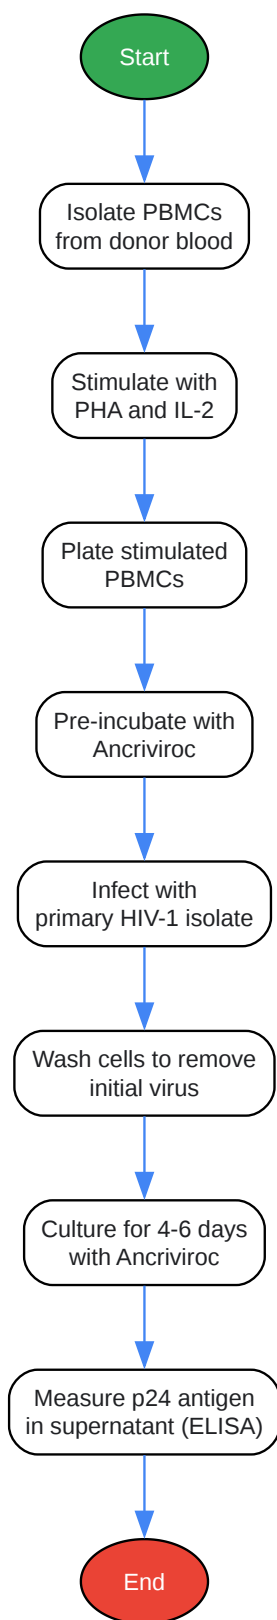 Start
Isolate PBMCs
from donor blood
Stimulate with
PHA and IL-2
Plate stimulated
PBMCs
Pre-incubate with
Ancriviroc
Infect with
primary HIV-1 isolate
Wash cells to remove
initial virus
Culture for 4-6 days
with Ancriviroc
Measure p24 antigen
in supernatant (ELISA)
End